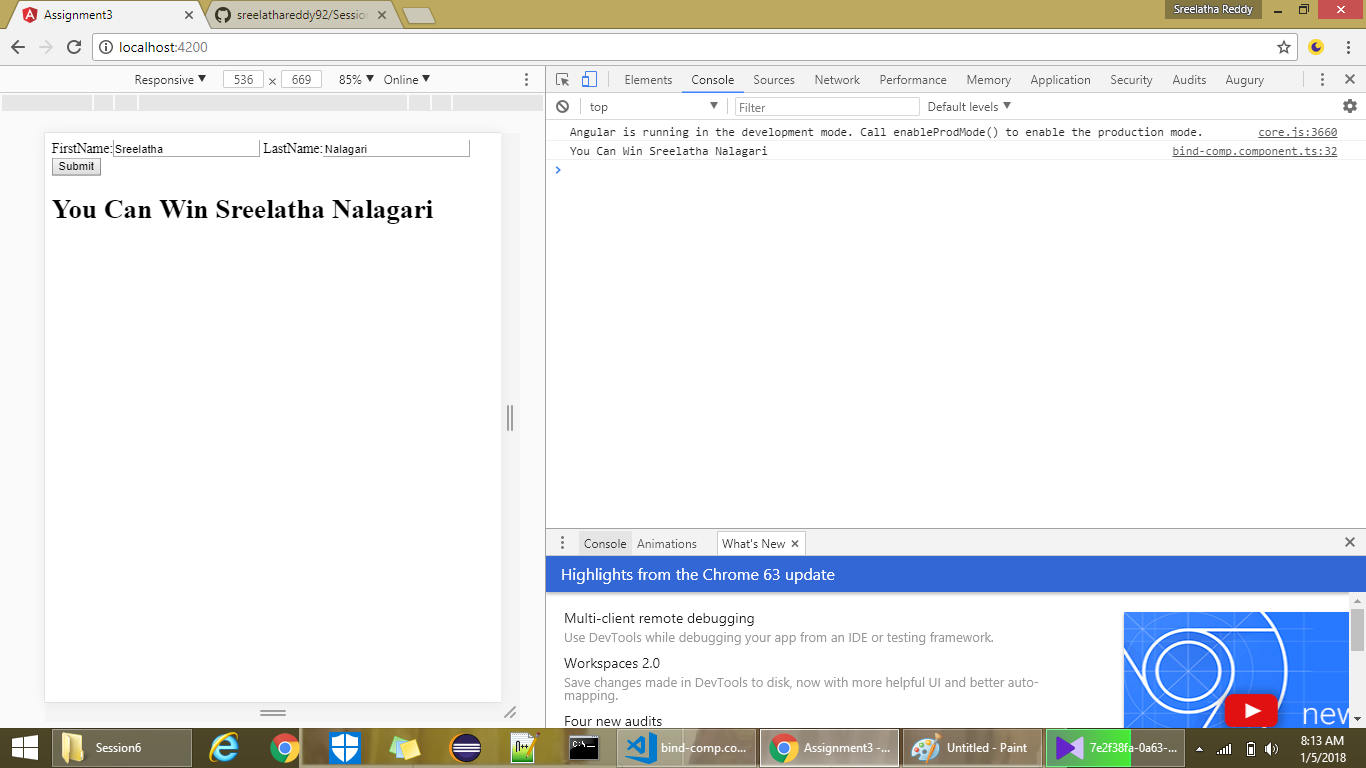 Assignment3
sreelathareddy92/Session
Sreelatha Reddy
localhost:4200
Responsive ▼ 536 × 669 85% ▼ Online ▼
Elements Console Sources Network Performance Memory Application Security Audits Augury
top ▼ Filter Default levels ▼
Angular is running in the development mode. Call enableProdMode() to enable the production mode. core.js:3660
You Can Win Sreelatha Nalagari bind-comp.component.ts:32
FirstName: Sreelatha LastName: Nalagari
Submit
You Can Win Sreelatha Nalagari
Console Animations What's New
Highlights from the Chrome 63 update
Multi-client remote debugging
Use DevTools while debugging your app from an IDE or testing framework.
Workspaces 2.0
Save changes made in DevTools to disk, now with more helpful UI and better auto-
mapping.
Four new audits
new
Session6
bind-comp.co...
Assignment3 -...
Untitled - Paint
7e2f38fa-0a63-...
8:13 AM
1/5/2018